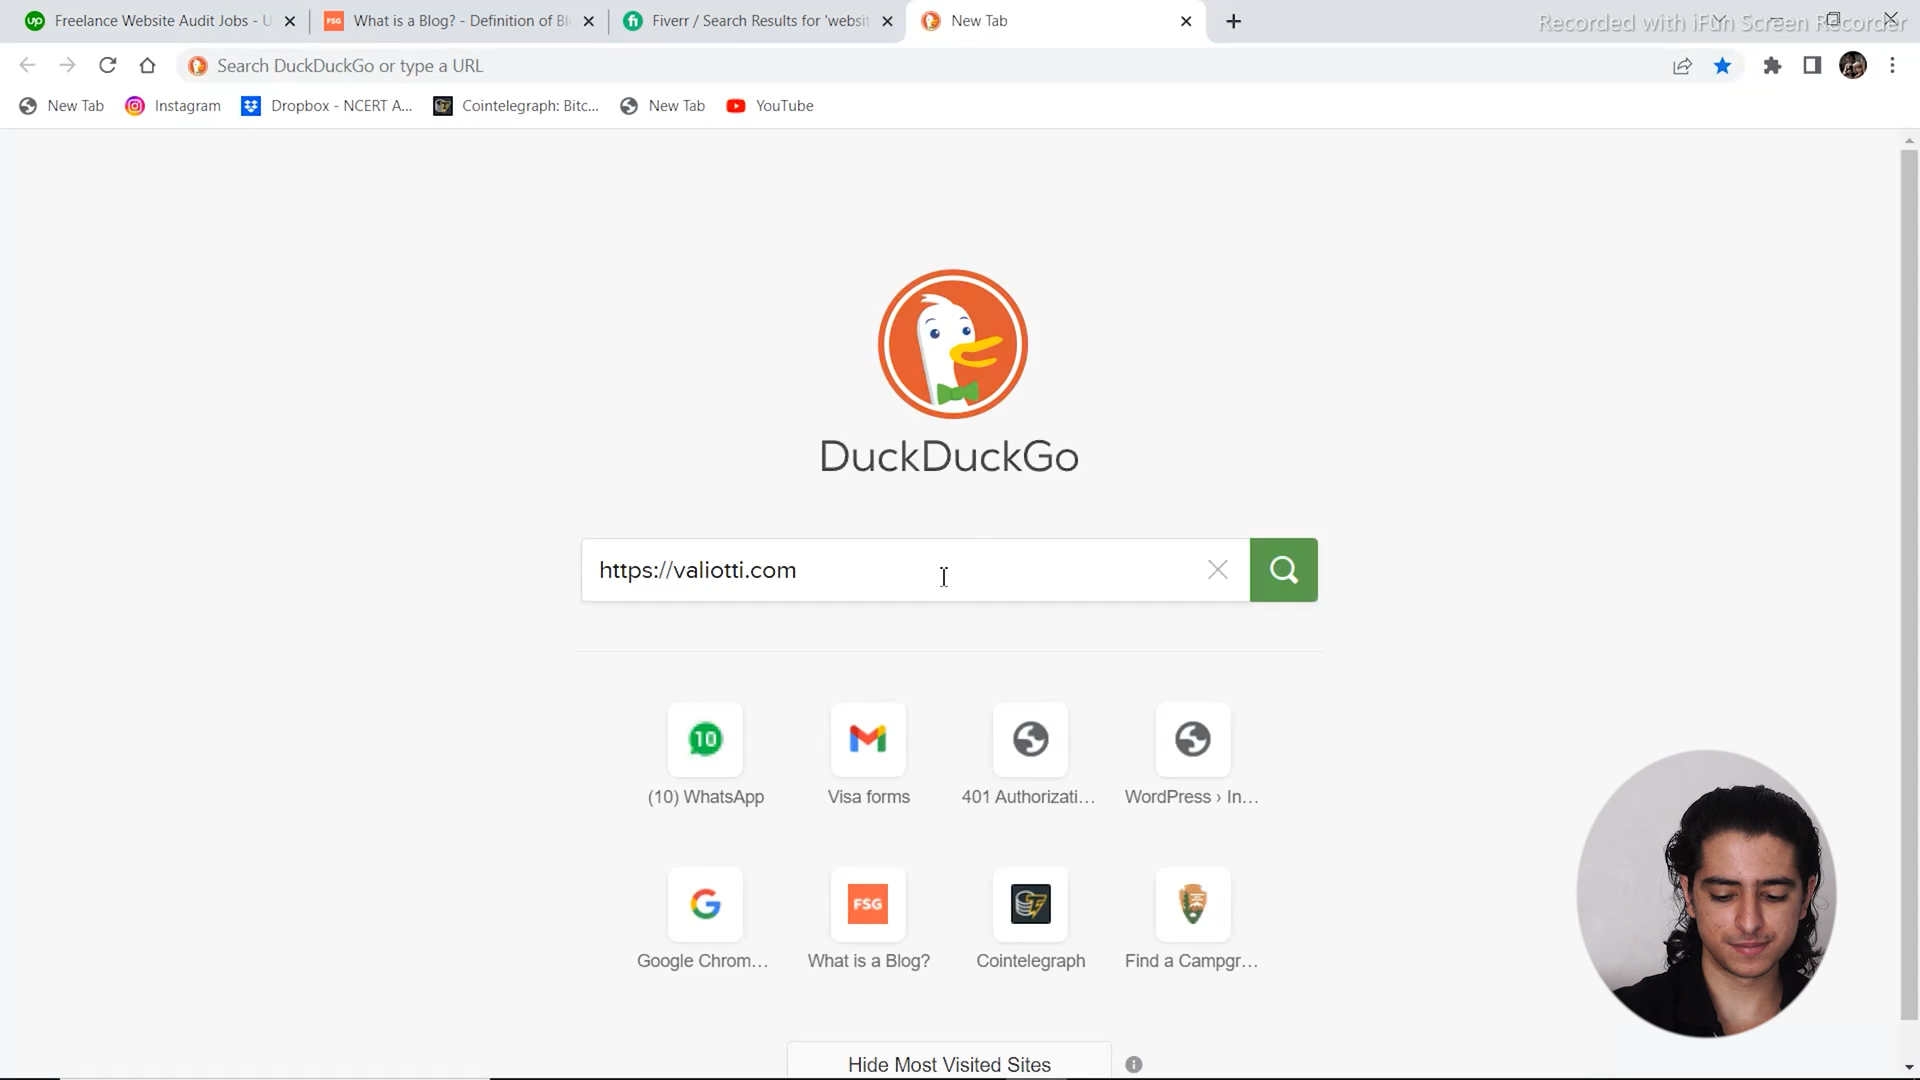 Freelance Website Audit Jobs - U
What is a Blog? - Definition of Bl
Fiverr / Search Results for 'websit
New Tab
Recorded with iFun Screen Recorder
Search DuckDuckGo or type a URL
New Tab
Instagram
Dropbox - NCERT A...
Cointelegraph: Bitc...
New Tab
YouTube
DuckDuckGo
https://valiotti.com
(10) WhatsApp
Visa forms
401 Authorizati...
WordPress › In...
Google Chrom...
What is a Blog?
Cointelegraph
Find a Campgr...
Hide Most Visited Sites